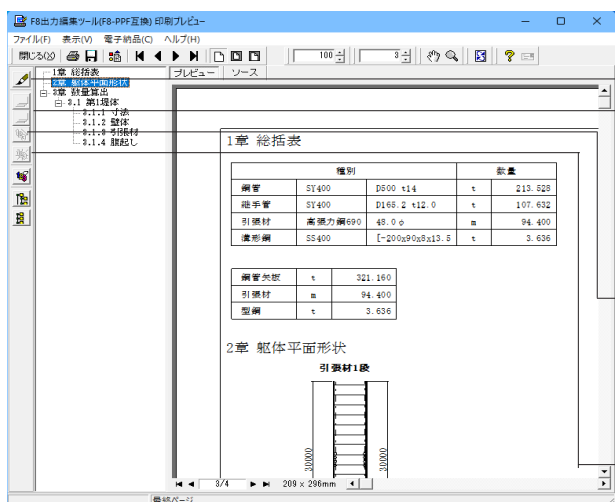 F8出力編集ツール(F8-PPF互換) 印刷プレビュー
ファイル(F) 表示(V) 電子納品(C) ヘルプ(H)
閉じる(X) 100 3
1章 総括表
2章 躯体平面形状
3章 数量算出
3.1 第1堤体
3.1.1 寸法
3.1.2 壁体
3.1.3 引張材
3.1.4 腹起し
プレビュー ソース
1章 総括表
種別 数量
鋼管 SY400 D500 t14 t 213.528
継手管 SY400 D165.2 t12.0 t 107.632
引張材 高張力鋼690 48.0φ m 94.400
溝形鋼 SS400 [-200x90x8x13.5 t 3.636
鋼管矢板 t 321.160
引張材 m 94.400
型鋼 t 3.636
2章 躯体平面形状
引張材1段
30000 30000
3/4 209 x 296mm
最終ページ